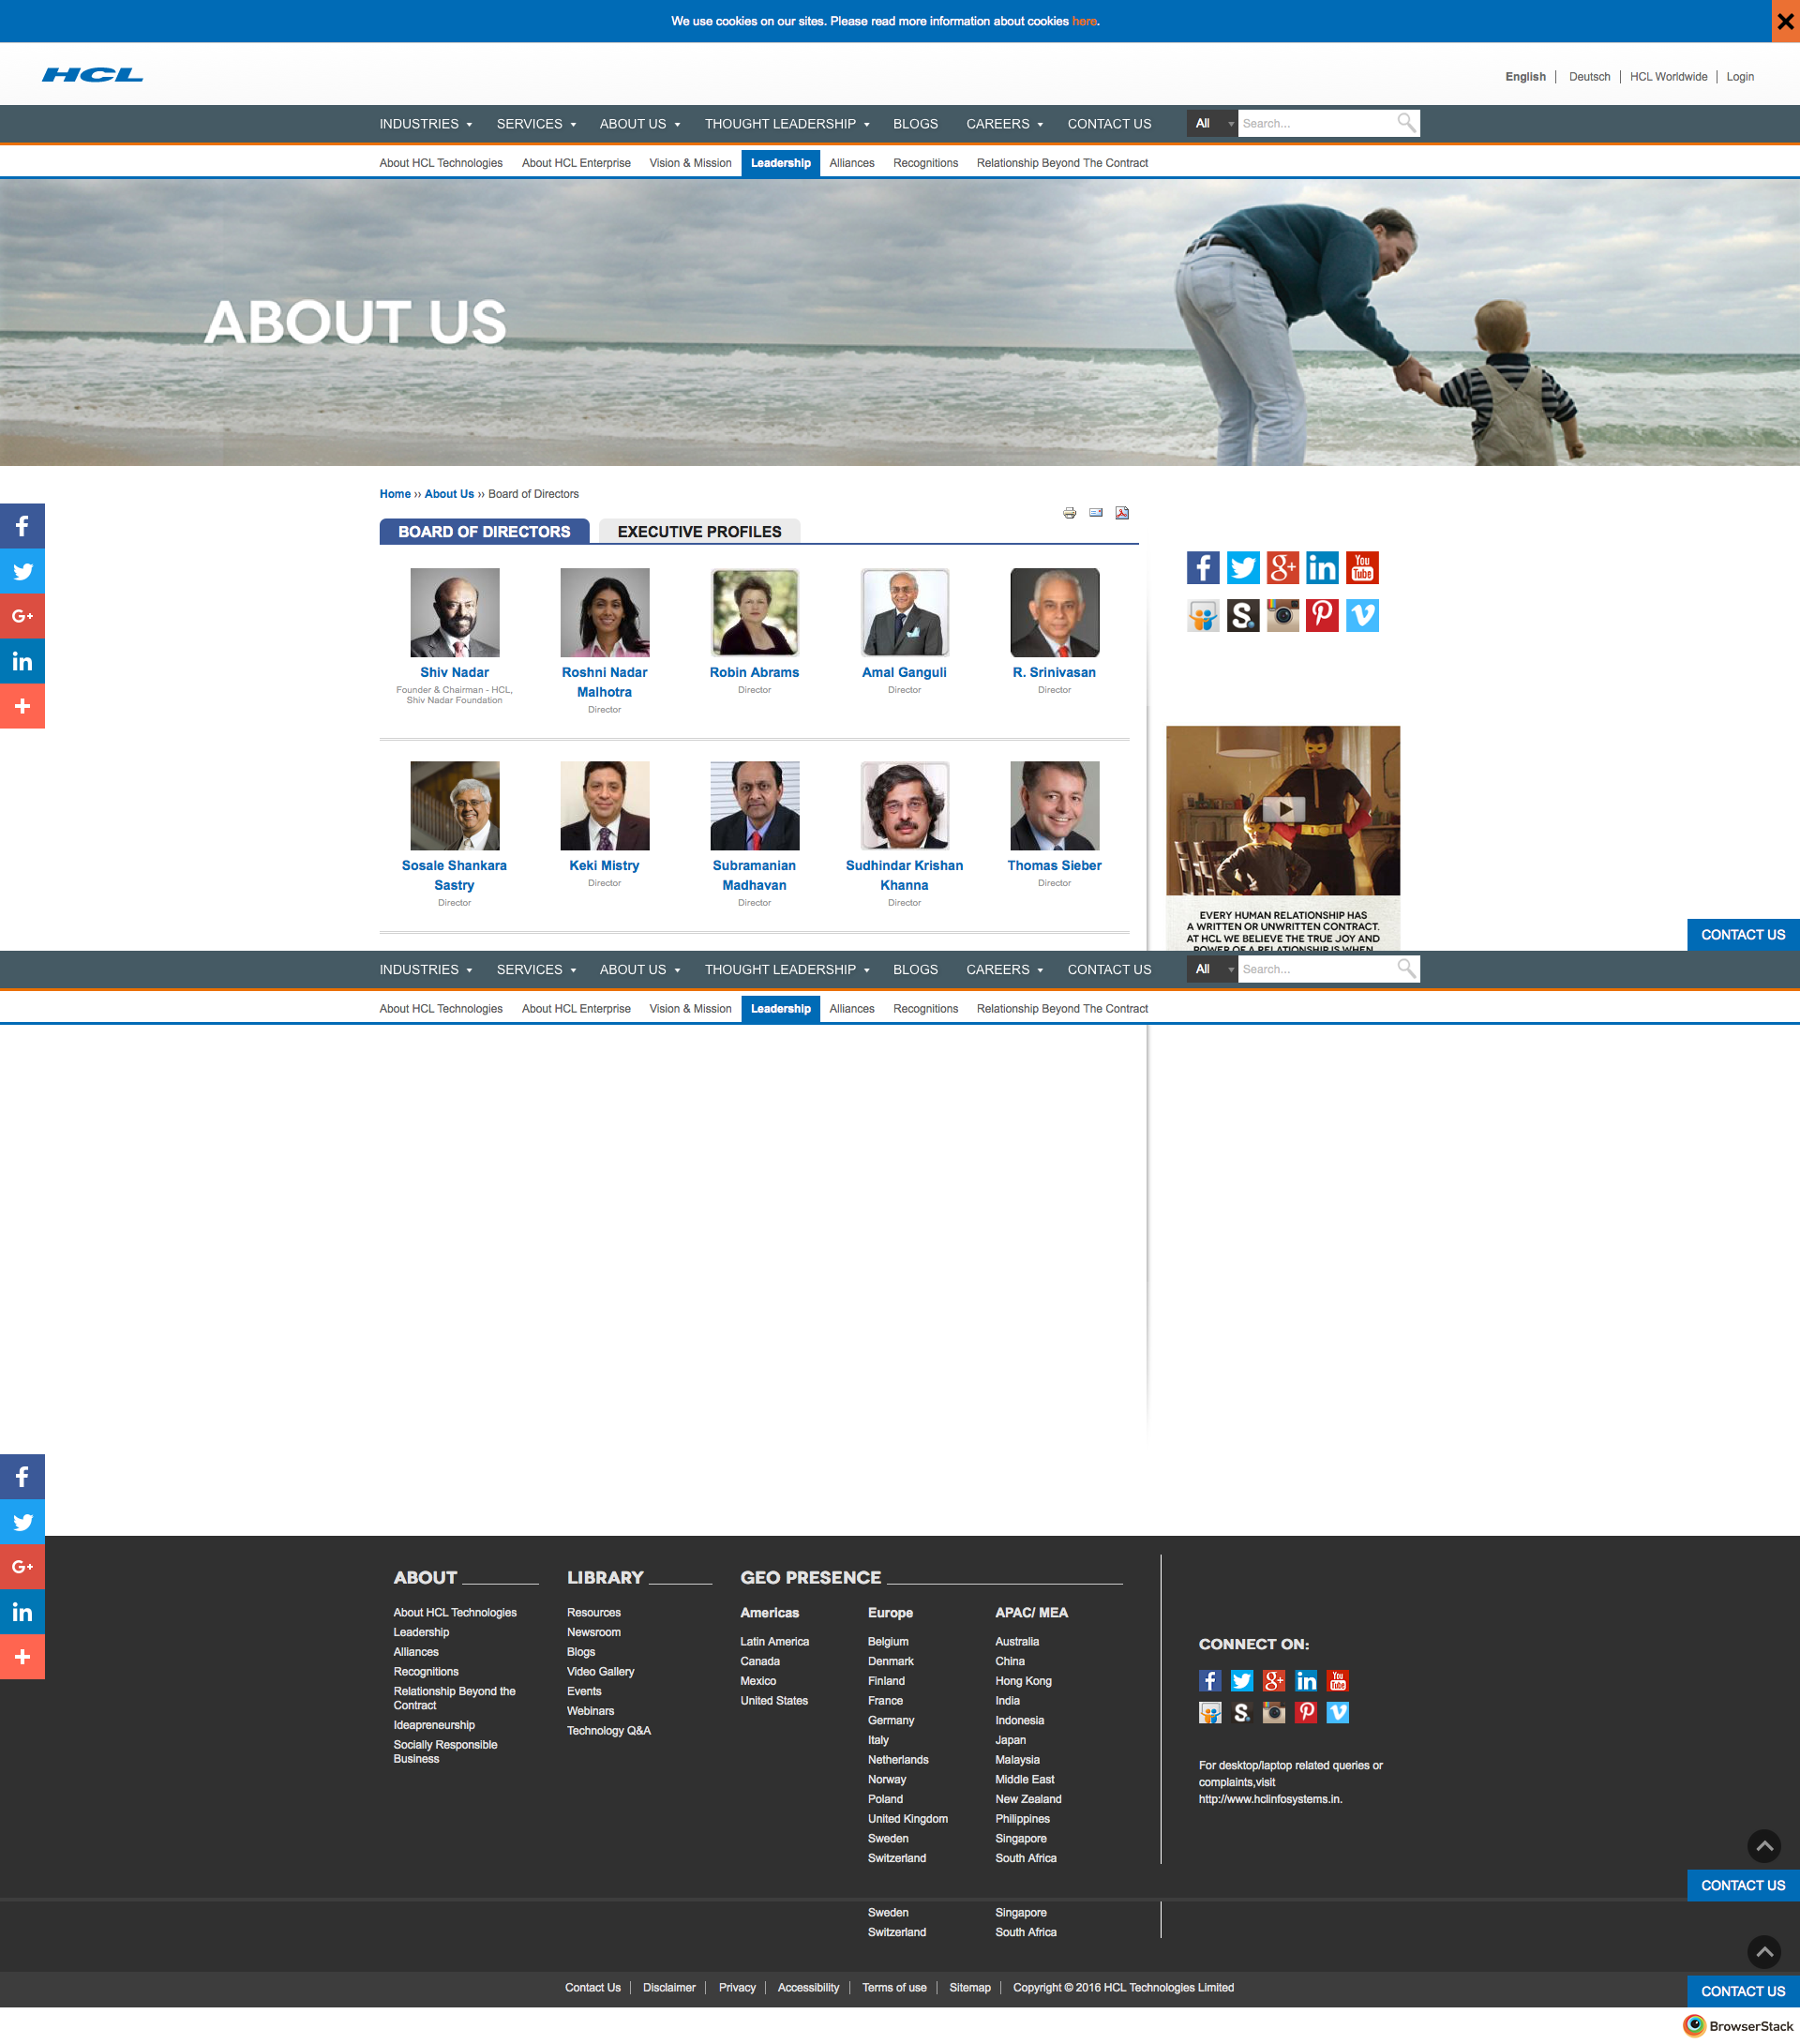 We use cookies on our sites. Please read more information about cookies here.
HCL
English Deutsch HCL Worldwide Login
INDUSTRIES SERVICES ABOUT US THOUGHT LEADERSHIP BLOGS CAREERS CONTACT US All Search...
About HCL Technologies About HCL Enterprise Vision & Mission Leadership Alliances Recognitions Relationship Beyond The Contract
ABOUT US
Home ›› About Us ›› Board of Directors
BOARD OF DIRECTORS EXECUTIVE PROFILES
Shiv Nadar
Founder & Chairman - HCL,
Shiv Nadar Foundation
Roshni Nadar
Malhotra
Director
Robin Abrams
Director
Amal Ganguli
Director
R. Srinivasan
Director
You
Tube
Sosale Shankara
Sastry
Director
Keki Mistry
Director
Subramanian
Madhavan
Director
Sudhindar Krishan
Khanna
Director
Thomas Sieber
Director
EVERY HUMAN RELATIONSHIP HAS
A WRITTEN OR UNWRITTEN CONTRACT.
AT HCL WE BELIEVE THE TRUE JOY AND
POWER OF A RELATIONSHIP IS WHEN
CONTACT US
INDUSTRIES SERVICES ABOUT US THOUGHT LEADERSHIP BLOGS CAREERS CONTACT US All Search...
About HCL Technologies About HCL Enterprise Vision & Mission Leadership Alliances Recognitions Relationship Beyond The Contract
ABOUT
About HCL Technologies
Leadership
Alliances
Recognitions
Relationship Beyond the
Contract
Ideapreneurship
Socially Responsible
Business
LIBRARY
Resources
Newsroom
Blogs
Video Gallery
Events
Webinars
Technology Q&A
GEO PRESENCE
Americas
Latin America
Canada
Mexico
United States
Europe
Belgium
Denmark
Finland
France
Germany
Italy
Netherlands
Norway
Poland
United Kingdom
Sweden
Switzerland
APAC/ MEA
Australia
China
Hong Kong
India
Indonesia
Japan
Malaysia
Middle East
New Zealand
Philippines
Singapore
South Africa
CONNECT ON:
You
Tube
For desktop/laptop related queries or
complaints,visit
http://www.hclinfosystems.in.
CONTACT US
Sweden Singapore
Switzerland South Africa
Contact Us Disclaimer Privacy Accessibility Terms of use Sitemap Copyright © 2016 HCL Technologies Limited
CONTACT US
BrowserStack